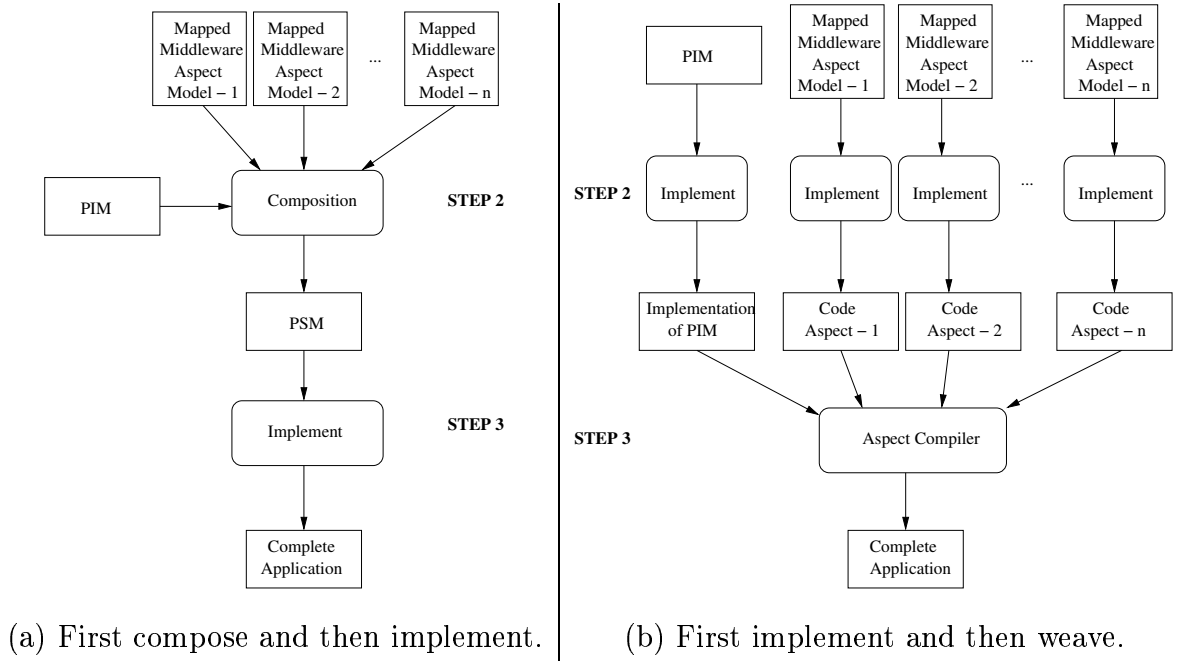 Mapped
Middleware
Aspect
Model – 1
Mapped
Middleware
Aspect
Model – 2
...
Mapped
Middleware
Aspect
Model – n
PIM
Composition
STEP 2
PSM
Implement
STEP 3
Complete
Application
(a) First compose and then implement.
PIM
Mapped
Middleware
Aspect
Model – 1
Mapped
Middleware
Aspect
Model – 2
...
Mapped
Middleware
Aspect
Model – n
STEP 2
Implement
Implement
Implement
...
Implement
Implementation
of PIM
Code
Aspect – 1
Code
Aspect – 2
Code
Aspect – n
STEP 3
Aspect Compiler
Complete
Application
(b) First implement and then weave.